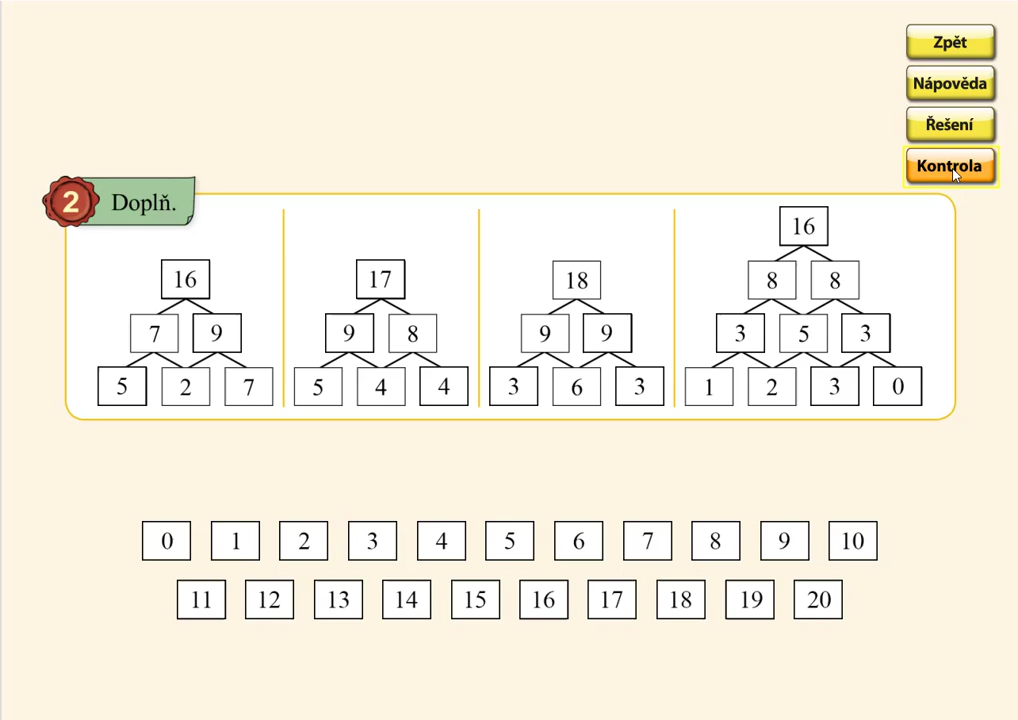 Zpět
Nápověda
Řešení
Kontrola
2 Doplň.
16
16 17 18 8 8
7 9 9 8 9 9 3 5 3
5 2 7 5 4 4 3 6 3 1 2 3 0
0 1 2 3 4 5 6 7 8 9 10
11 12 13 14 15 16 17 18 19 20